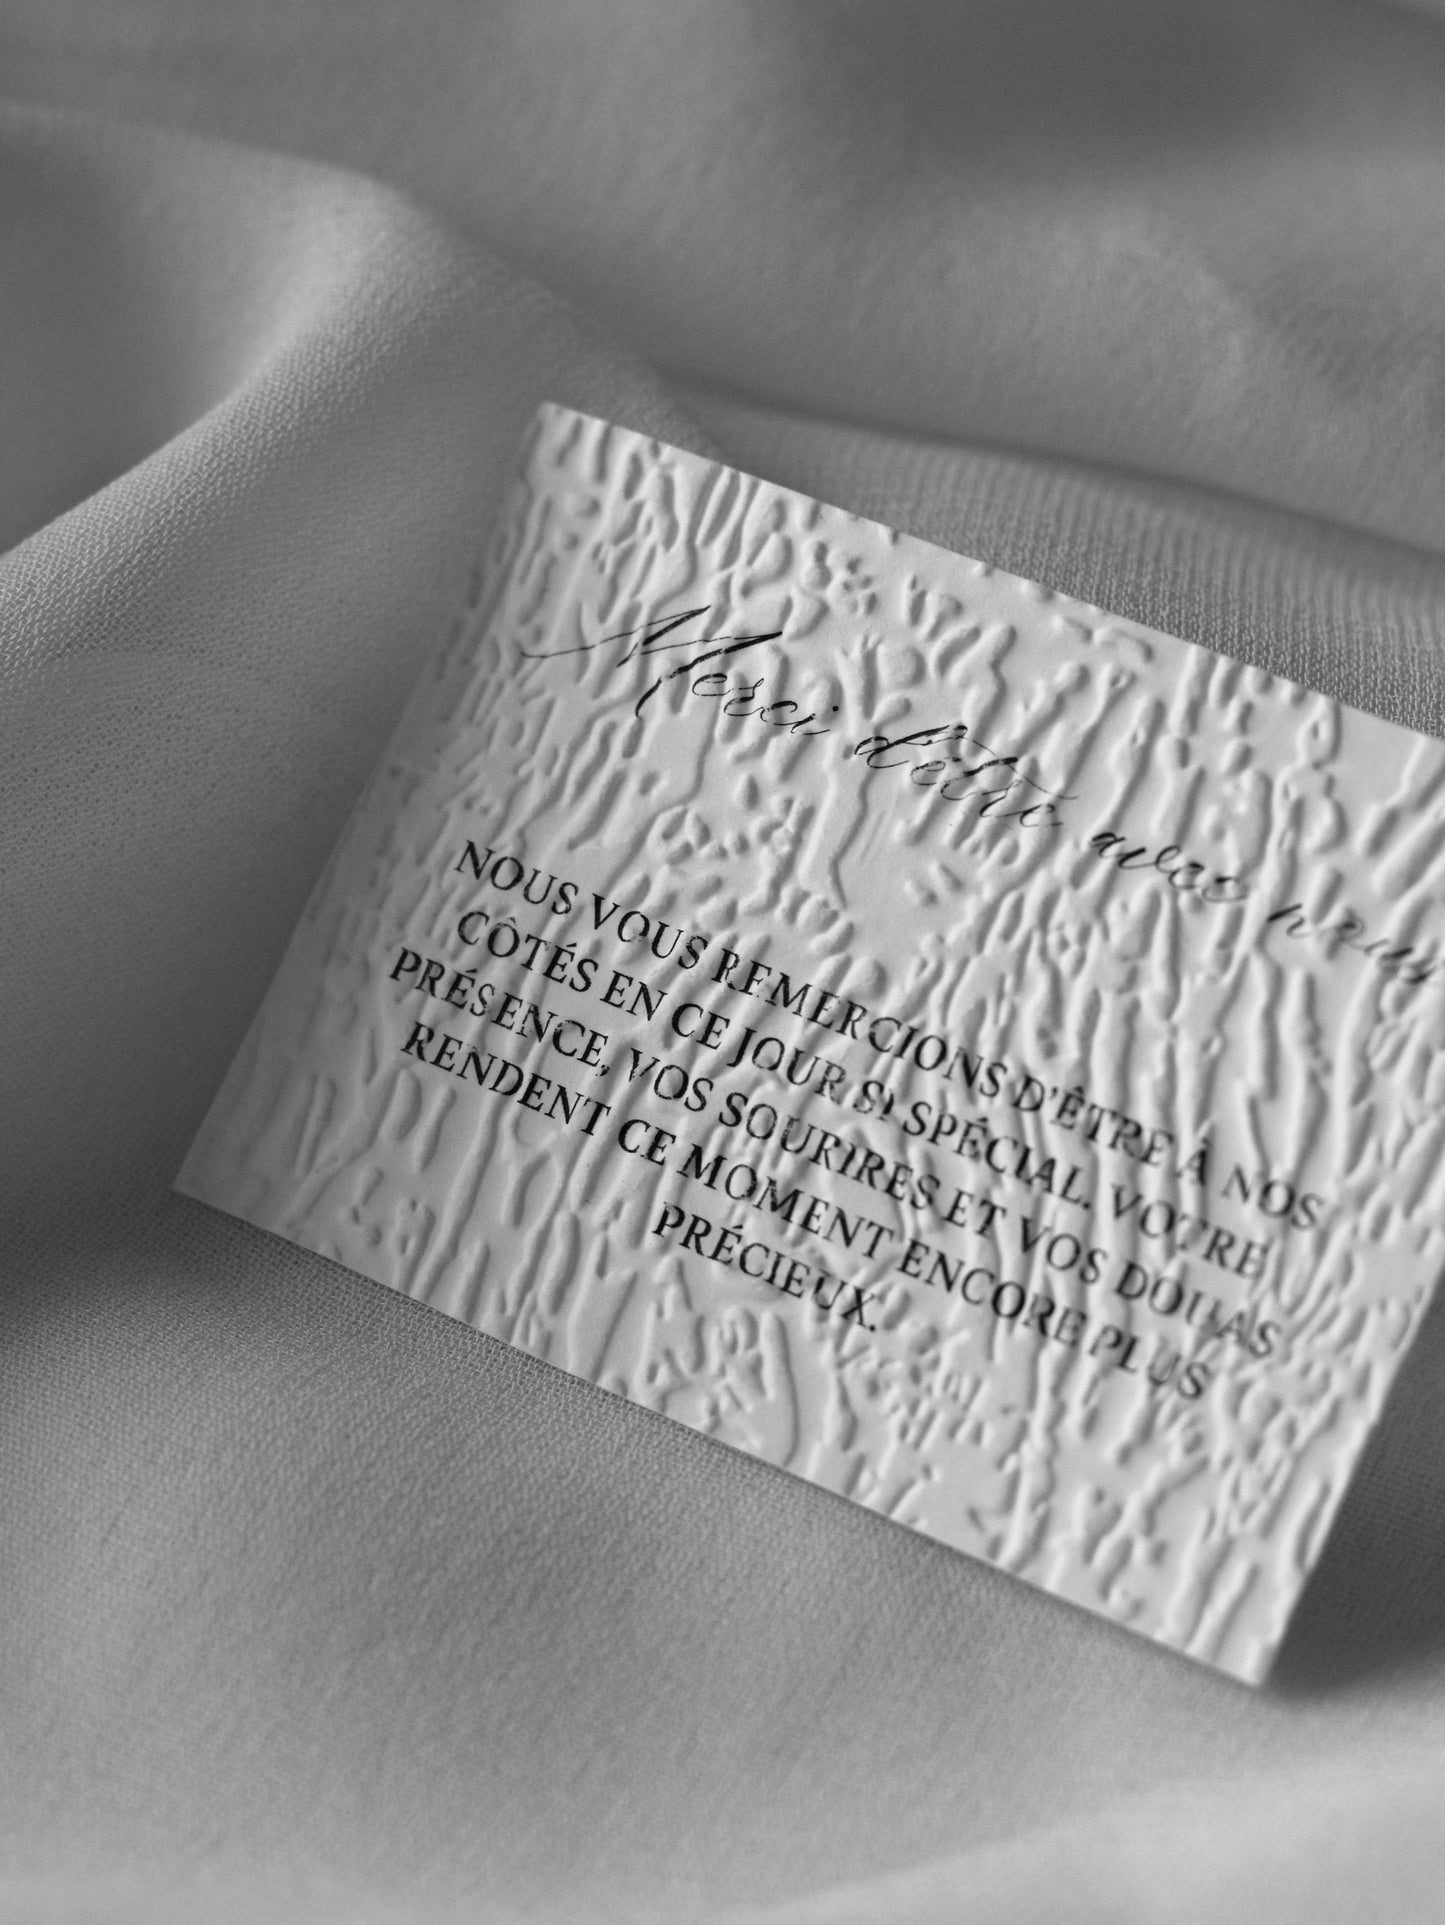 Merci d'être avec nous
NOUS VOUS REMERCIONS D'ÊTRE À NOS
CÔTÉS EN CE JOUR SI SPÉCIAL. VOTRE
PRÉSENCE, VOS SOURIRES ET VOS DOUAS
RENDENT CE MOMENT ENCORE PLUS
PRÉCIEUX.